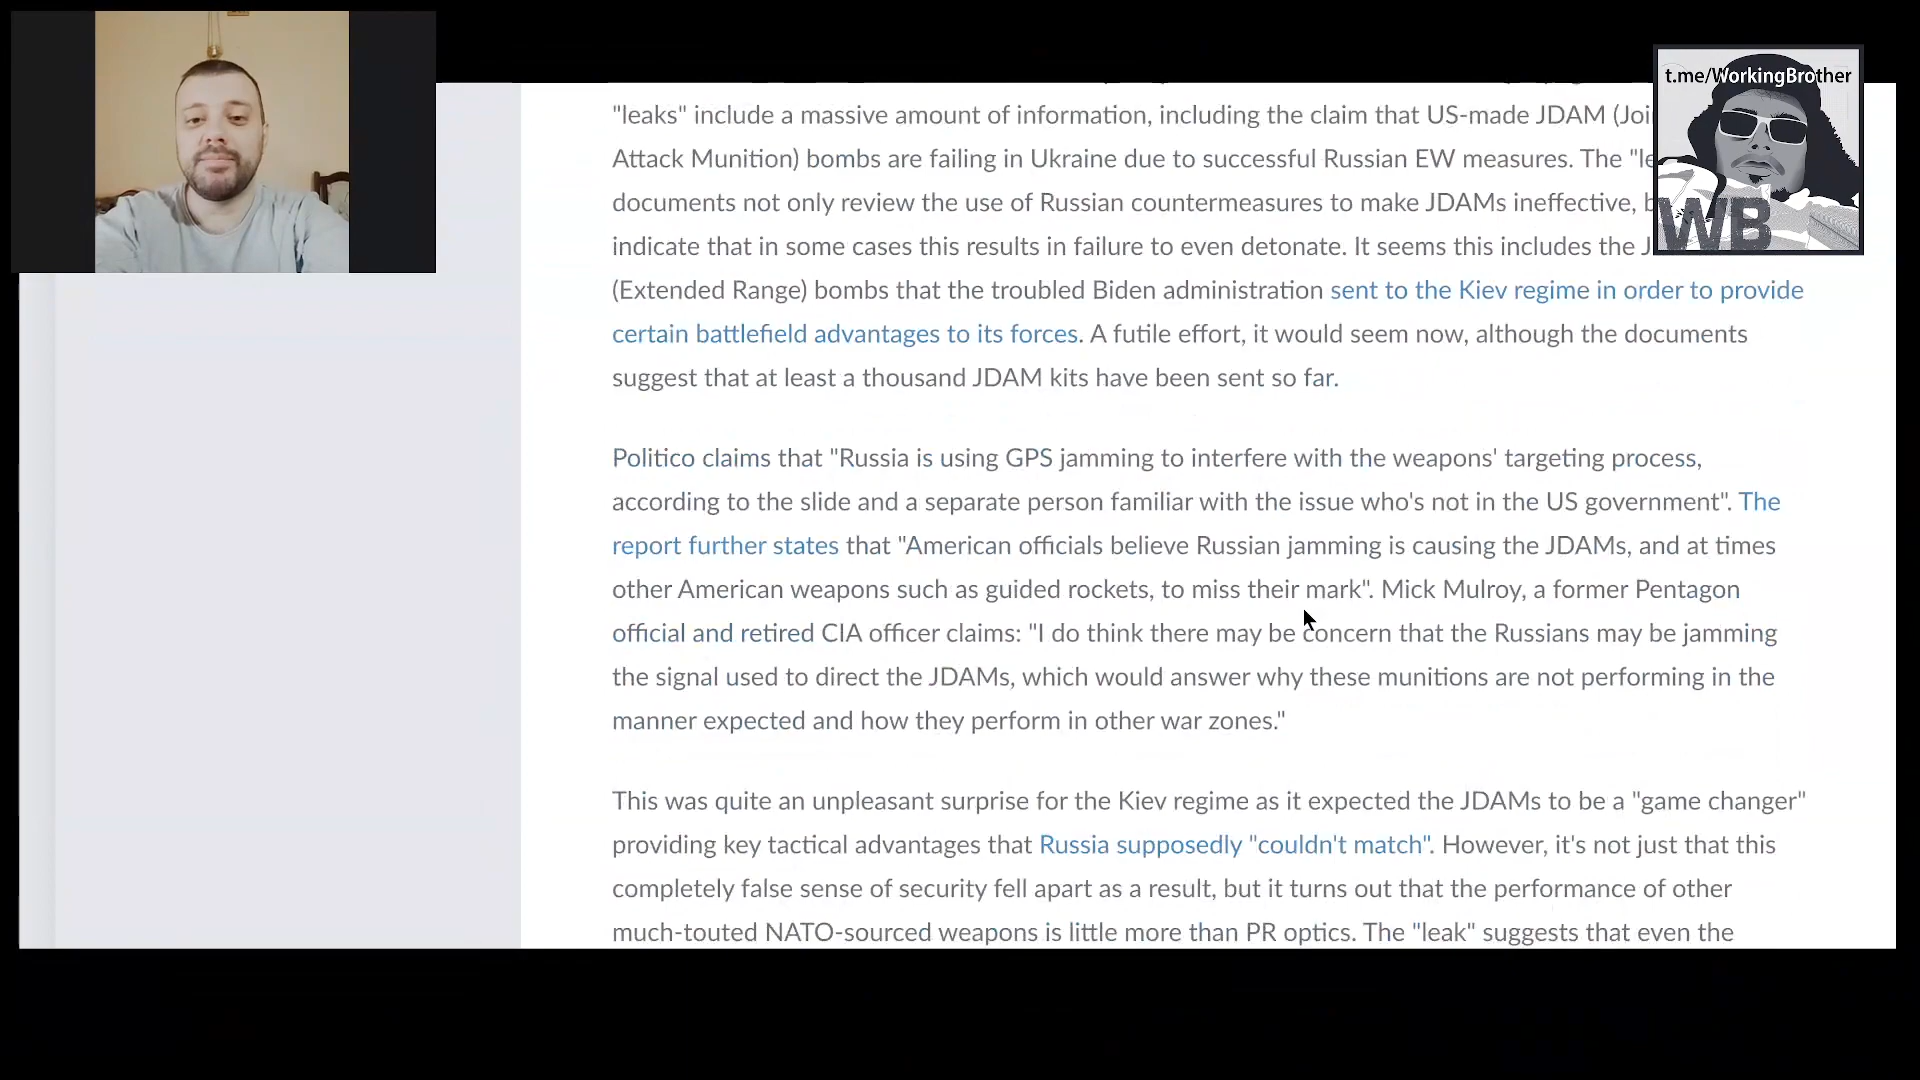 t.me/WorkingBrother
WB
"leaks" include a massive amount of information, including the claim that US-made JDAM
Attack Munition) bombs are failing in Ukraine due to successful Russian EW measures. The
documents not only review the use of Russian countermeasures to make JDAMs ineffective,
indicate that in some cases this results in failure to even detonate. It seems this includes the
(Extended Range) bombs that the troubled Biden administration sent to the Kiev regime in order to provide
certain battlefield advantages to its forces. A futile effort, it would seem now, although the documents
suggest that at least a thousand JDAM kits have been sent so far.
Politico claims that "Russia is using GPS jamming to interfere with the weapons' targeting process,
according to the slide and a separate person familiar with the issue who's not in the US government". The
report further states that "American officials believe Russian jamming is causing the JDAMs, and at times
other American weapons such as guided rockets, to miss their mark". Mick Mulroy, a former Pentagon
official and retired CIA officer claims: "I do think there may be concern that the Russians may be jamming
the signal used to direct the JDAMs, which would answer why these munitions are not performing in the
manner expected and how they perform in other war zones."
This was quite an unpleasant surprise for the Kiev regime as it expected the JDAMs to be a "game changer"
providing key tactical advantages that Russia supposedly "couldn't match". However, it's not just that this
completely false sense of security fell apart as a result, but it turns out that the performance of other
much-touted NATO-sourced weapons is little more than PR optics. The "leak" suggests that even the